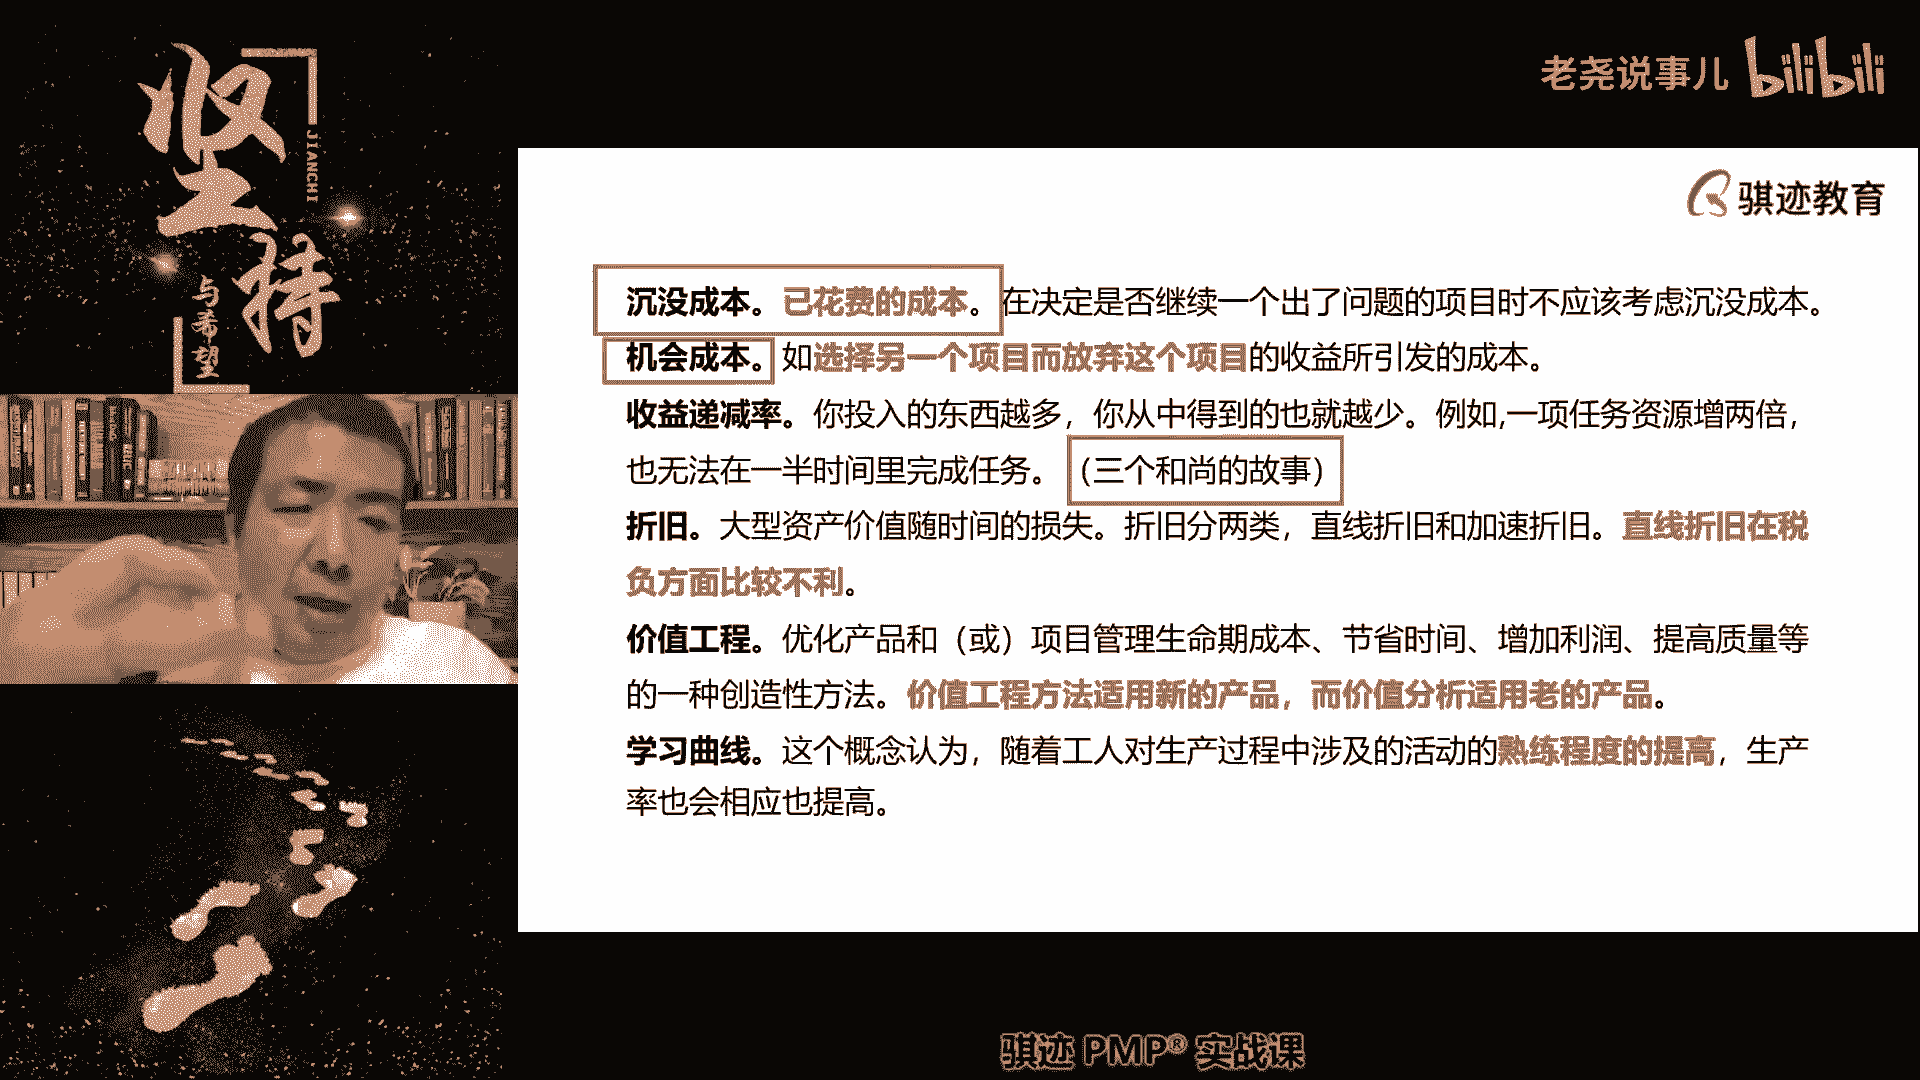 坚持
JIANCHI
与希望
老尧说事儿 bilibili
骐迹教育
沉没成本。已花费的成本。在决定是否继续一个出了问题的项目时不应该考虑沉没成本。
机会成本。如选择另一个项目而放弃这个项目的收益所引发的成本。
收益递减率。你投入的东西越多，你从中得到的也就越少。例如,一项任务资源增两倍，
也无法在一半时间里完成任务。（三个和尚的故事）
折旧。大型资产价值随时间的损失。折旧分两类，直线折旧和加速折旧。直线折旧在税
负方面比较不利。
价值工程。优化产品和（或）项目管理生命期成本、节省时间、增加利润、提高质量等
的一种创造性方法。价值工程方法适用新的产品，而价值分析适用老的产品。
学习曲线。这个概念认为，随着工人对生产过程中涉及的活动的熟练程度的提高，生产
率也会相应也提高。
骐迹 PMP® 实战课